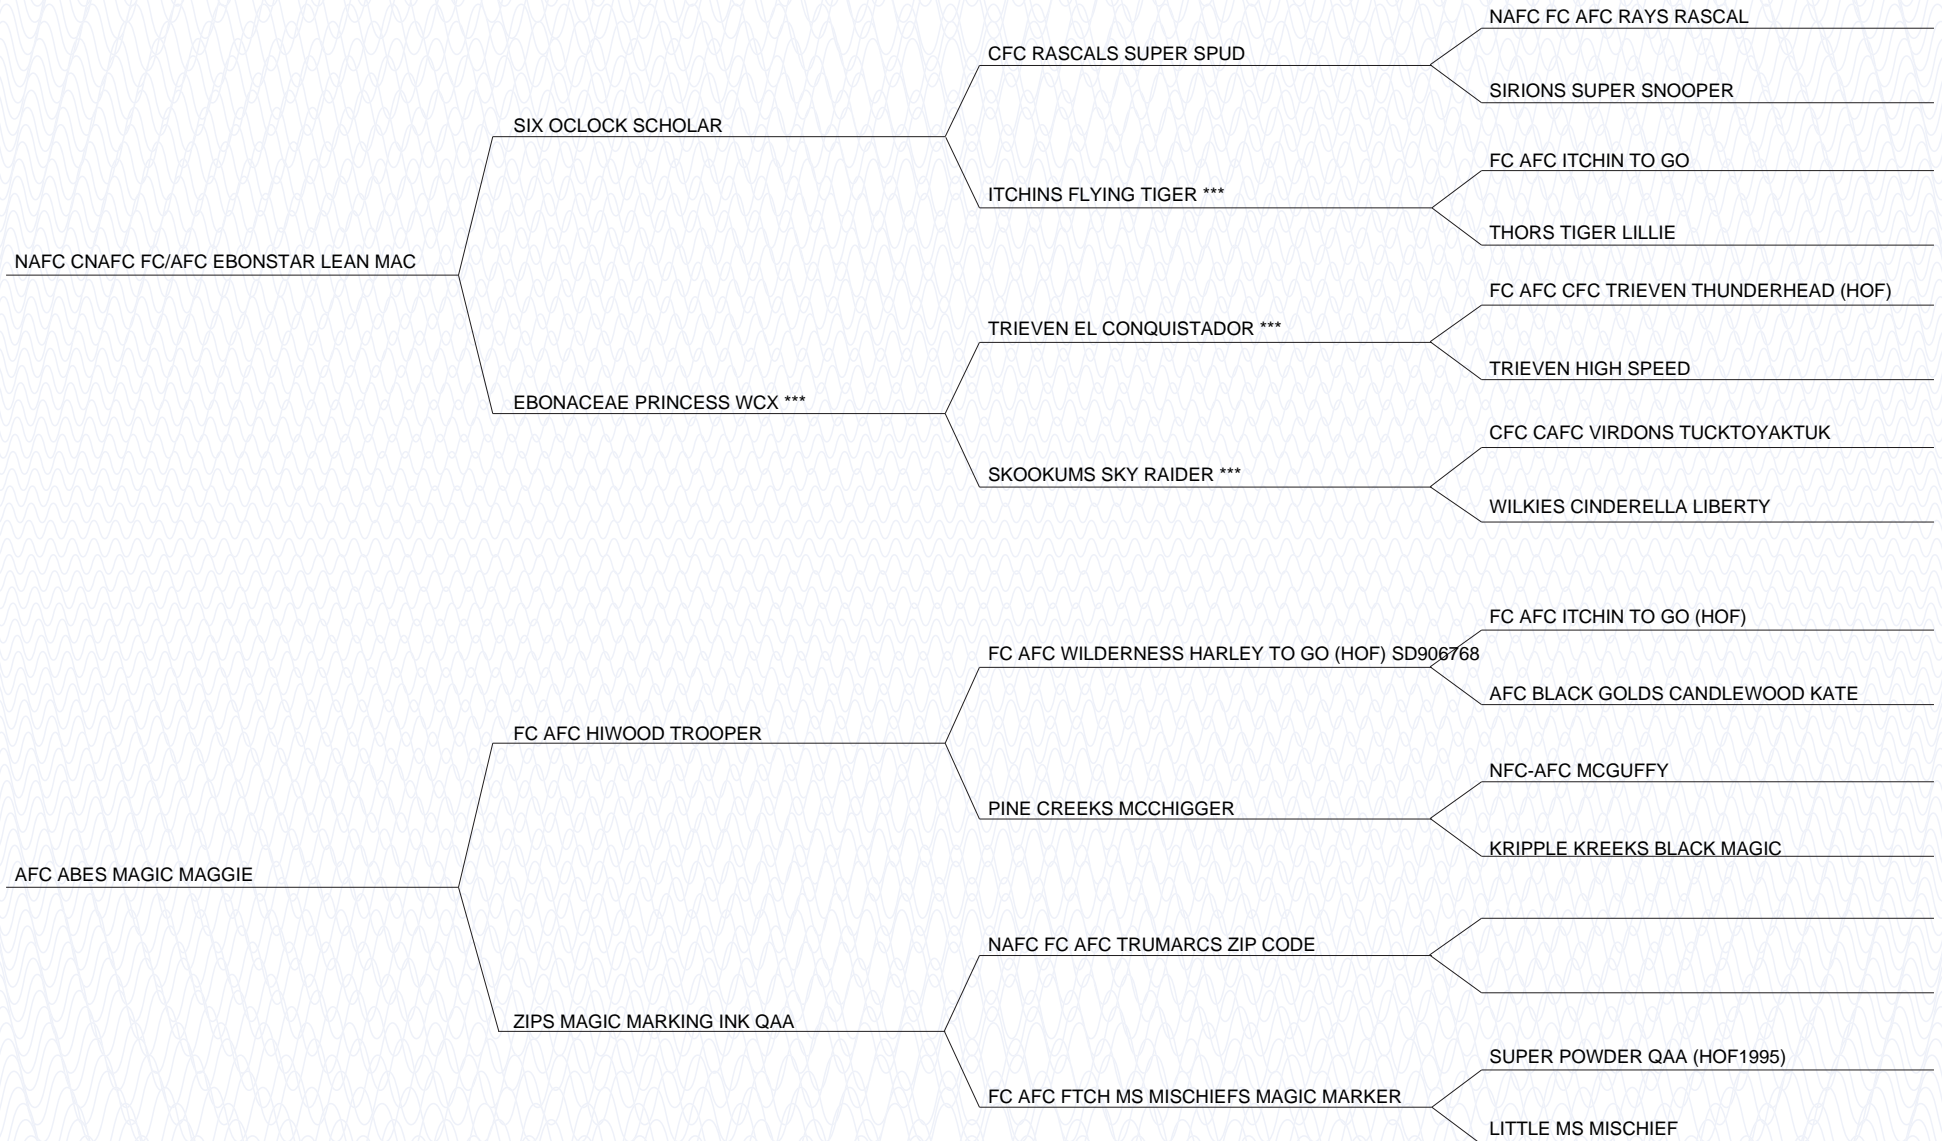 NAFC FC AFC RAYS RASCAL
CFC RASCALS SUPER SPUD
SIRIONS SUPER SNOOPER
SIX OCLOCK SCHOLAR
FC AFC ITCHIN TO GO
ITCHINS FLYING TIGER ***
THORS TIGER LILLIE
NAFC CNAFC FC/AFC EBONSTAR LEAN MAC
FC AFC CFC TRIEVEN THUNDERHEAD (HOF)
TRIEVEN EL CONQUISTADOR ***
TRIEVEN HIGH SPEED
EBONACEAE PRINCESS WCX ***
CFC CAFC VIRDONS TUCKTOYAKTUK
SKOOKUMS SKY RAIDER ***
WILKIES CINDERELLA LIBERTY
FC AFC ITCHIN TO GO (HOF)
FC AFC WILDERNESS HARLEY TO GO (HOF) SD906768
AFC BLACK GOLDS CANDLEWOOD KATE
FC AFC HIWOOD TROOPER
NFC-AFC MCGUFFY
PINE CREEKS MCCHIGGER
KRIPPLE KREEKS BLACK MAGIC
AFC ABES MAGIC MAGGIE
NAFC FC AFC TRUMARCS ZIP CODE
ZIPS MAGIC MARKING INK QAA
SUPER POWDER QAA (HOF1995)
FC AFC FTCH MS MISCHIEFS MAGIC MARKER
LITTLE MS MISCHIEF